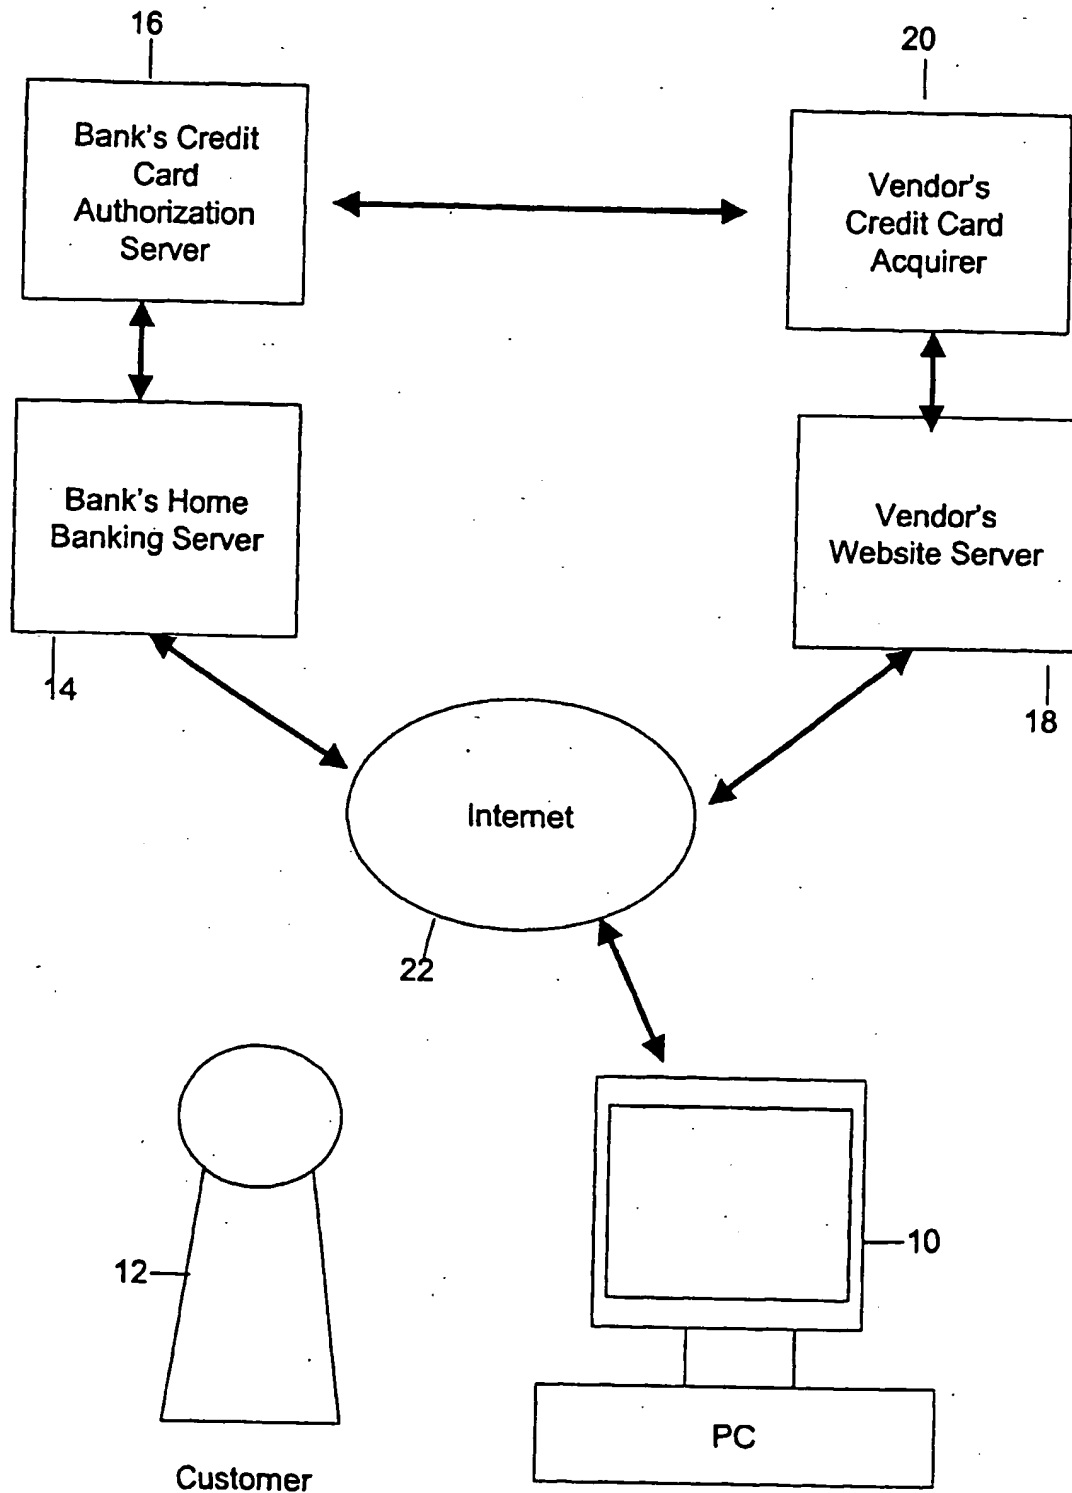 16
20
Bank's Credit
Card
Authorization
Server
Vendor's
Credit Card
Acquirer
Bank's Home
Banking Server
Vendor's
Website Server
14
18
Internet
22
12
10
PC
Customer